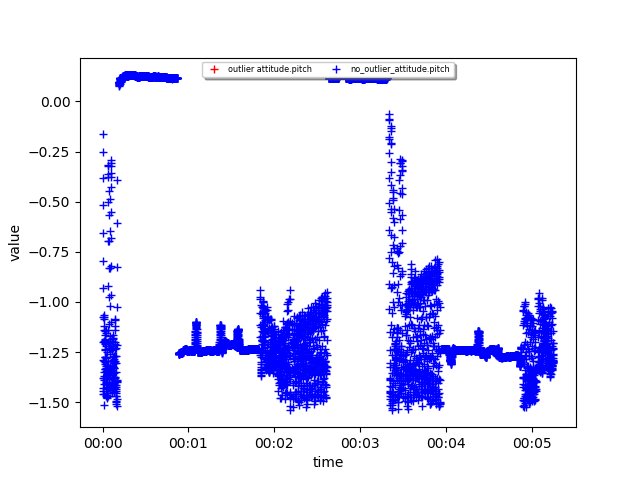 outlier attitude.pitch
no_outlier_attitude.pitch
0.00
−0.25
−0.50
−0.75
−1.00
−1.25
−1.50
value
00:00 00:01 00:02 00:03 00:04 00:05
time